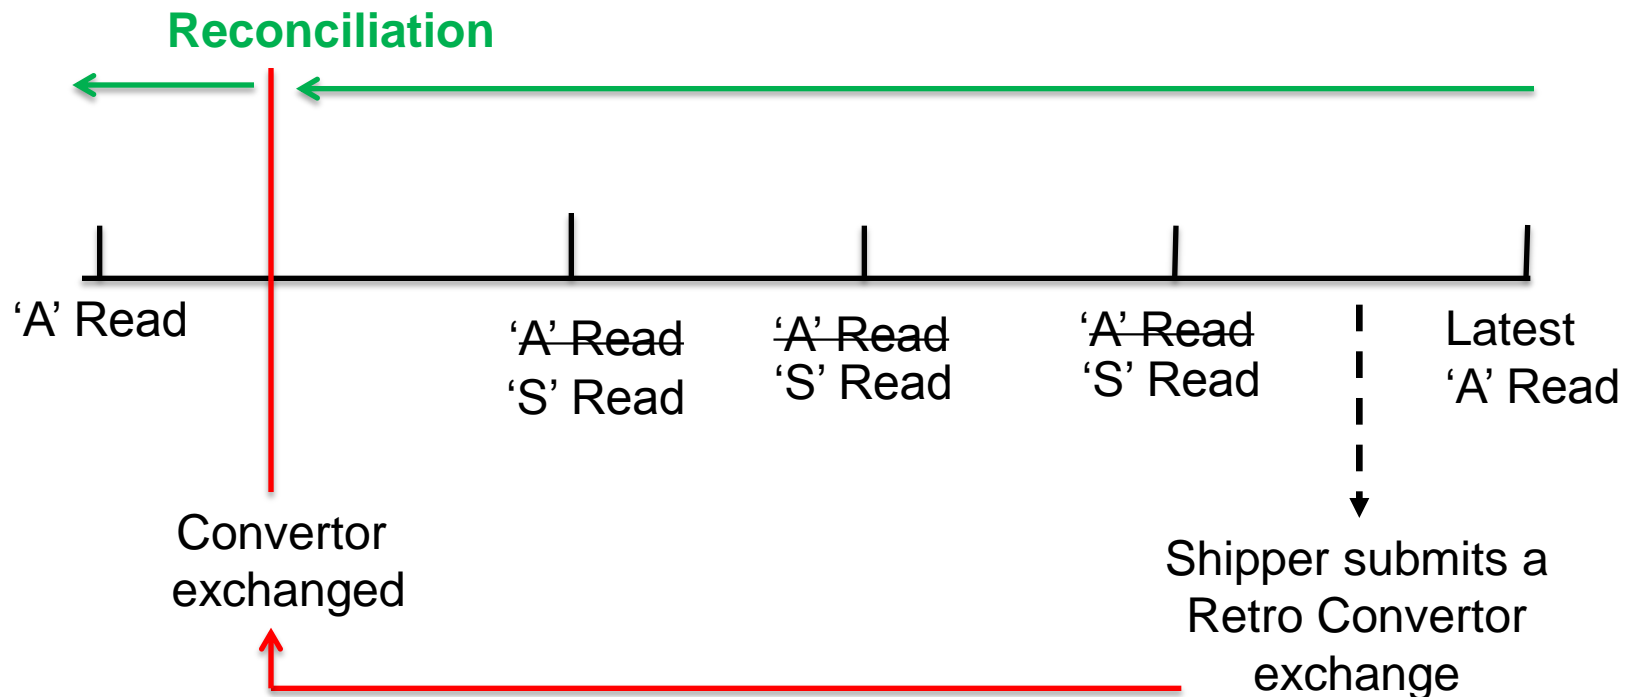 Reconciliation
‘A’ Read
‘A’ Read
‘S’ Read
‘A’ Read
‘S’ Read
‘A’ Read
‘S’ Read
Latest
‘A’ Read
Convertor
exchanged
Shipper submits a
Retro Convertor
exchange